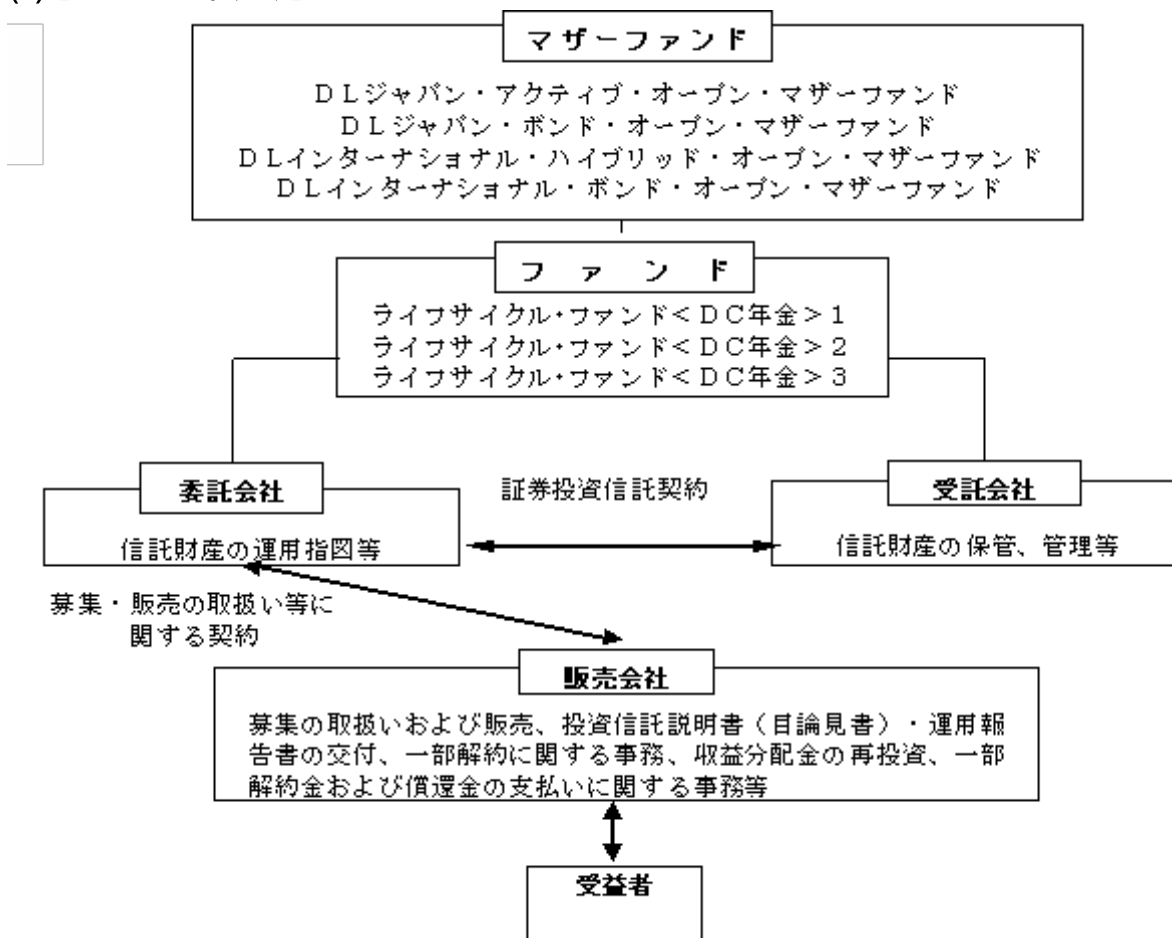 マザーファンド
ＤＬジャパン・アクティブ・オープン・マザーファンド
ＤＬジャパン・ボンド・オープン・マザーファンド
ＤＬインターナショナル・ハイブリッド・オープン・マザーファンド
ＤＬインターナショナル・ボンド・オープン・マザーファンド
ファンド
ライフサイクル・ファンド＜ＤＣ年金＞１
ライフサイクル・ファンド＜ＤＣ年金＞２
ライフサイクル・ファンド＜ＤＣ年金＞３
委託会社
証券投資信託契約
受託会社
信託財産の運用指図等
信託財産の保管、管理等
募集・販売の取扱い等に
関する契約
販売会社
募集の取扱いおよび販売、投資信託説明書（目論見書）・運用報
告書の交付、一部解約に関する事務、収益分配金の再投資、一部
解約金および償還金の支払いに関する事務等
受益者